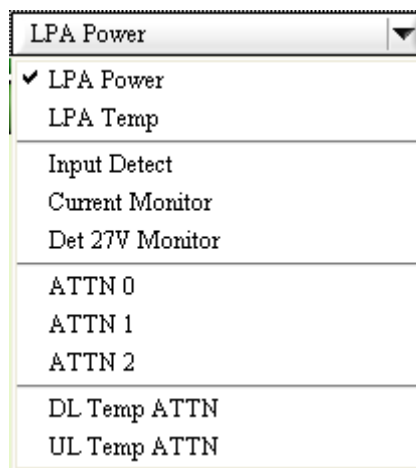 LPA Power
LPA Power
LPA Temp
Input Detect
Current Monitor
Det 27V Monitor
ATTN 0
ATTN 1
ATTN 2
DL Temp ATTN
UL Temp ATTN